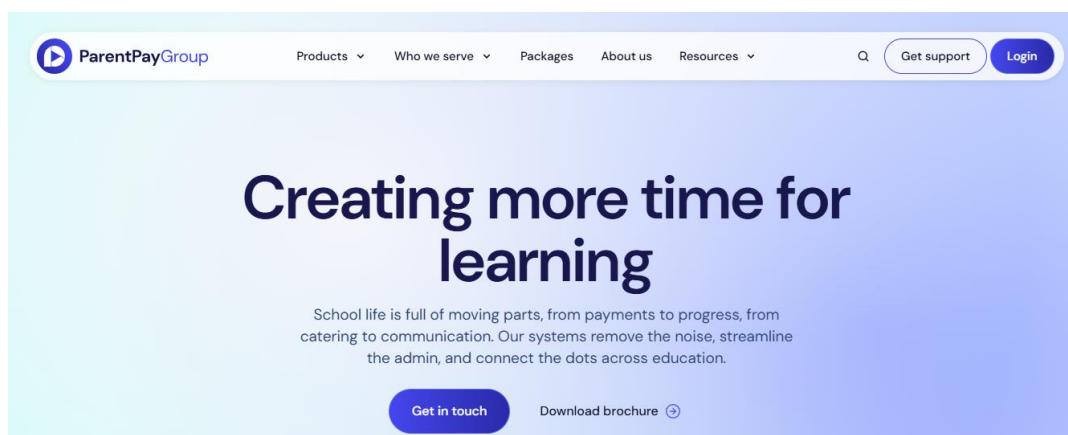 ParentPayGroup Products Who we serve Packages About us Resources Get support Login
Creating more time for
learning
School life is full of moving parts, from payments to progress, from
catering to communication. Our systems remove the noise, streamline
the admin, and connect the dots across education.
Get in touch Download brochure